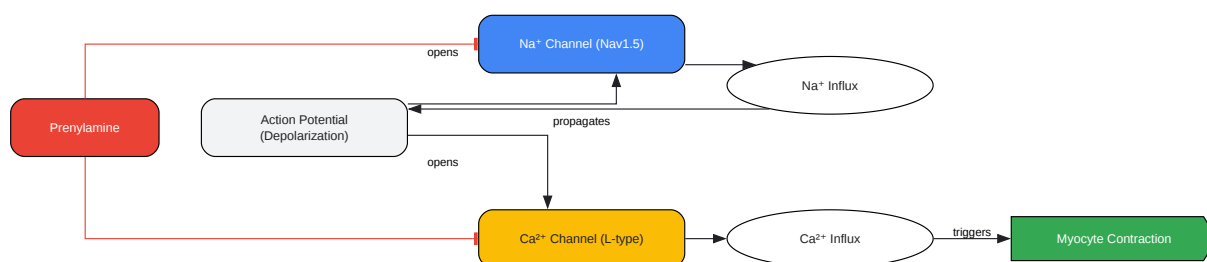 Na⁺ Channel (Nav1.5)
opens
Na⁺ Influx
Prenylamine
Action Potential
(Depolarization)
propagates
opens
Ca²⁺ Channel (L-type)
Ca²⁺ Influx
triggers
Myocyte Contraction